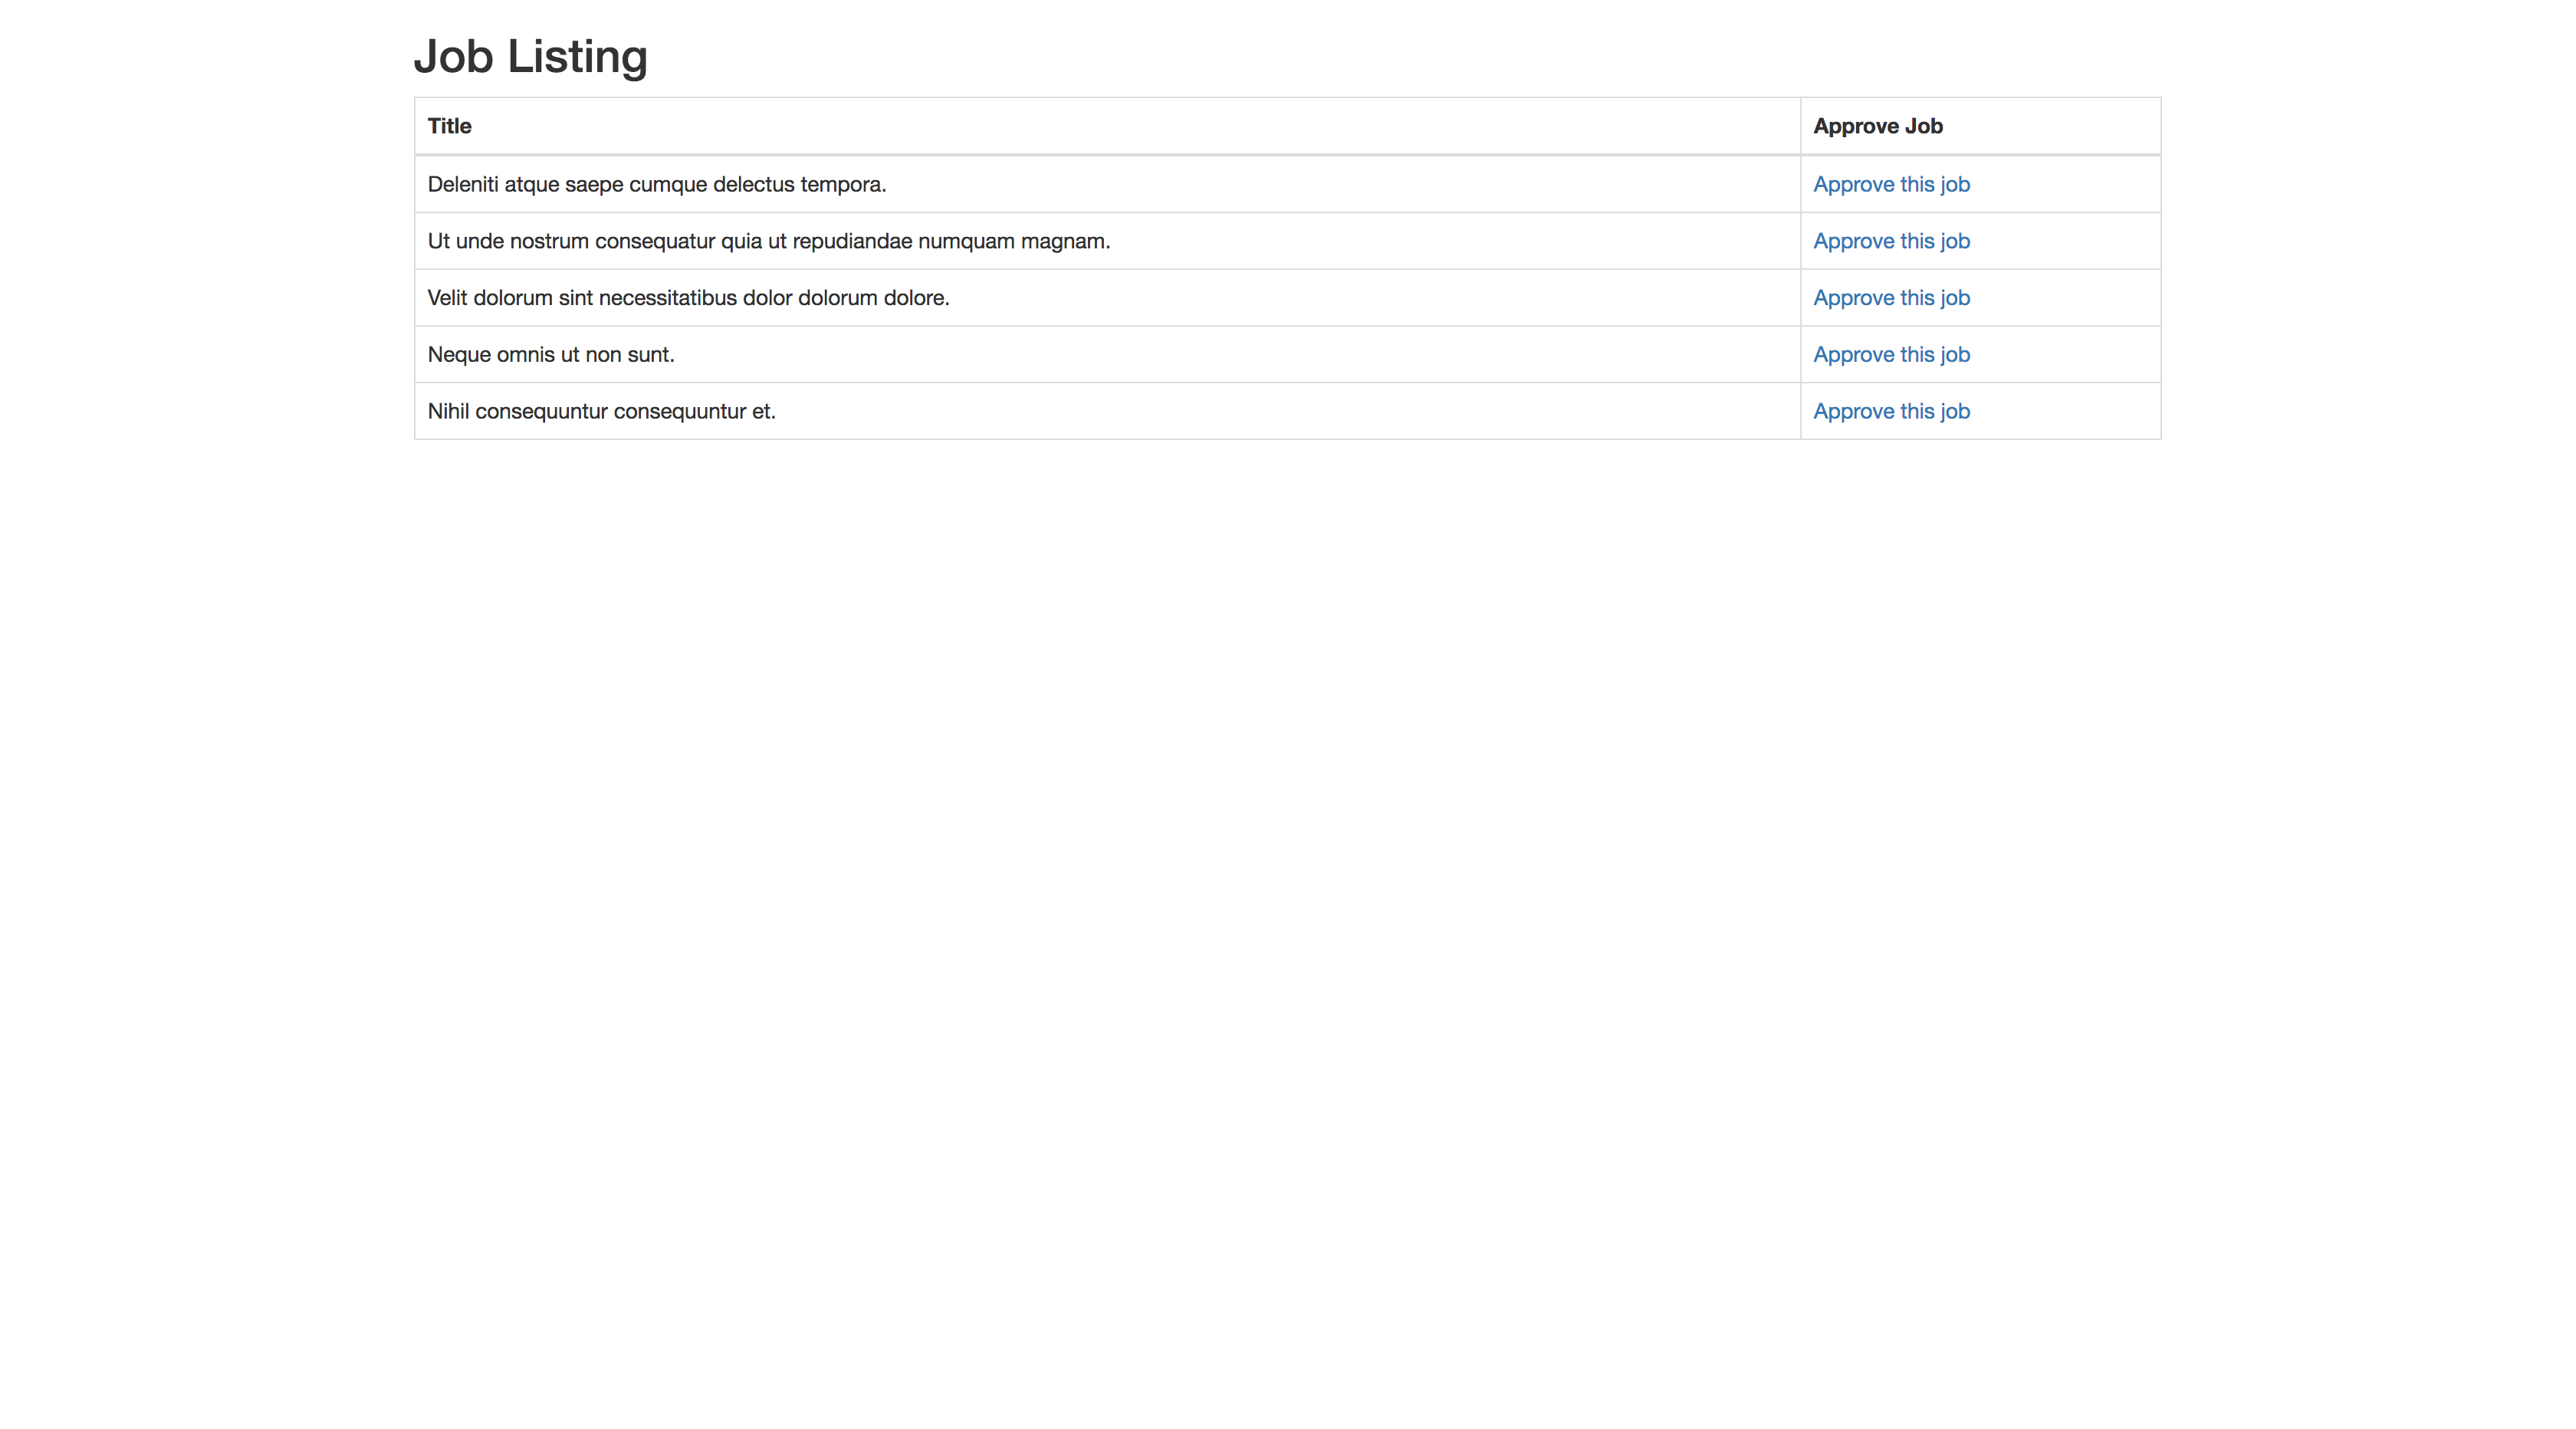 Job Listing
Title Approve Job
Deleniti atque saepe cumque delectus tempora. Approve this job
Ut unde nostrum consequatur quia ut repudiandae numquam magnam. Approve this job
Velit dolorum sint necessitatibus dolor dolorum dolore. Approve this job
Neque omnis ut non sunt. Approve this job
Nihil consequuntur consequuntur et. Approve this job